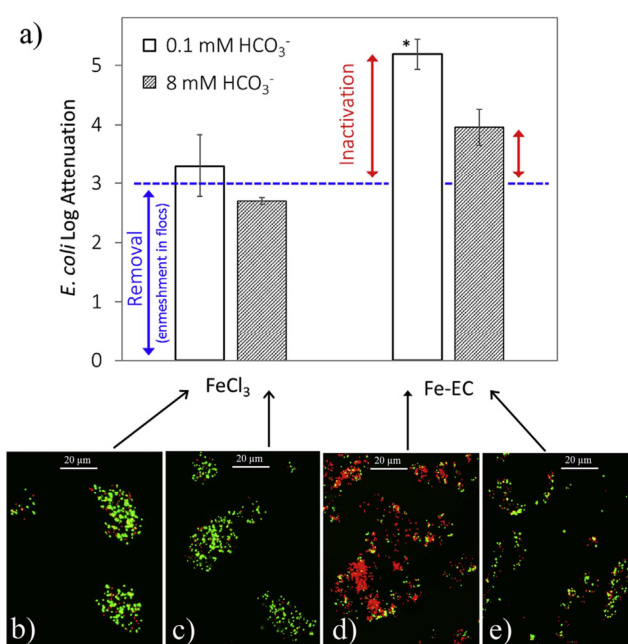 a)
0.1 mM HCO₃⁻
8 mM HCO₃⁻
*
E. coli Log Attenuation
5
4
3
2
1
0
Removal
(enmeshment in flocs)
Inactivation
FeCl₃
Fe-EC
20 µm
20 µm
20 µm
20 µm
b)
c)
d)
e)